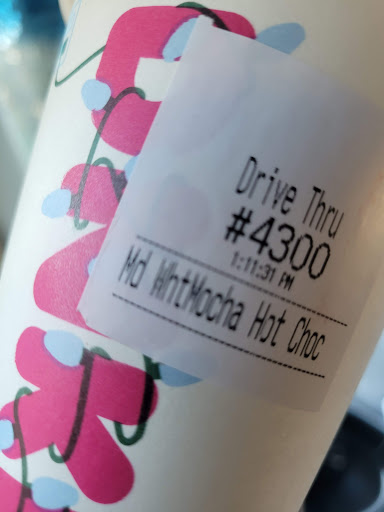 Drive Thru
#4300
1:11:31 PM
Md WhtMocha Hot Choc